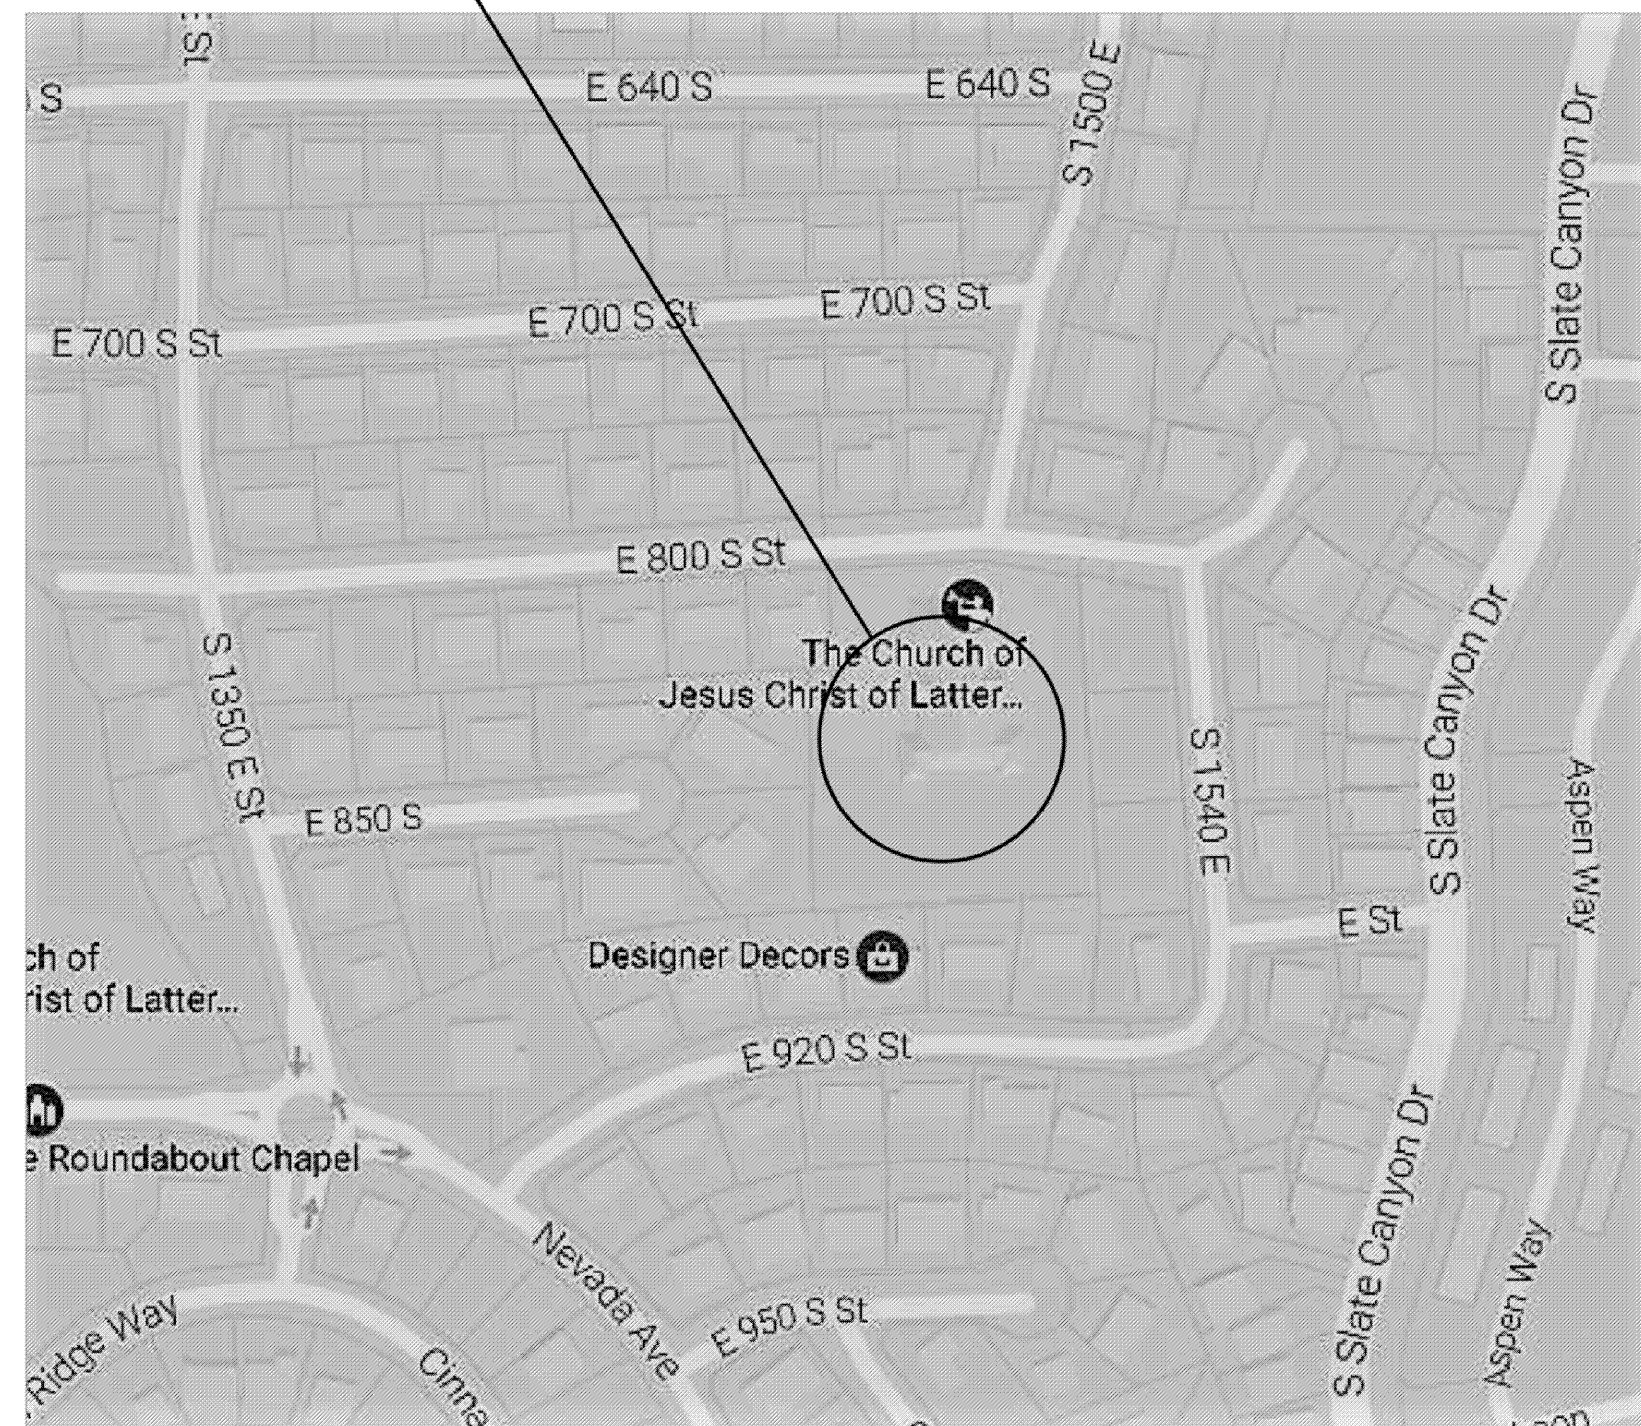 E 640 S
E 640 S
S
S 1500 E
S Slate Canyon Dr
E 700 S St
E 700 S St
E 700 S St
E 800 S St
The Church of
Jesus Christ of Latter...
S 1350 E St
S Slate Canyon Dr
S 1540 E
Aspen Way
E 850 S
E St
ch of
rist of Latter...
Designer Decors
E 920 S St
e Roundabout Chapel
S Slate Canyon Dr
Nevada Ave
Aspen Way
E 950 S St
Ridge Way
Cinna